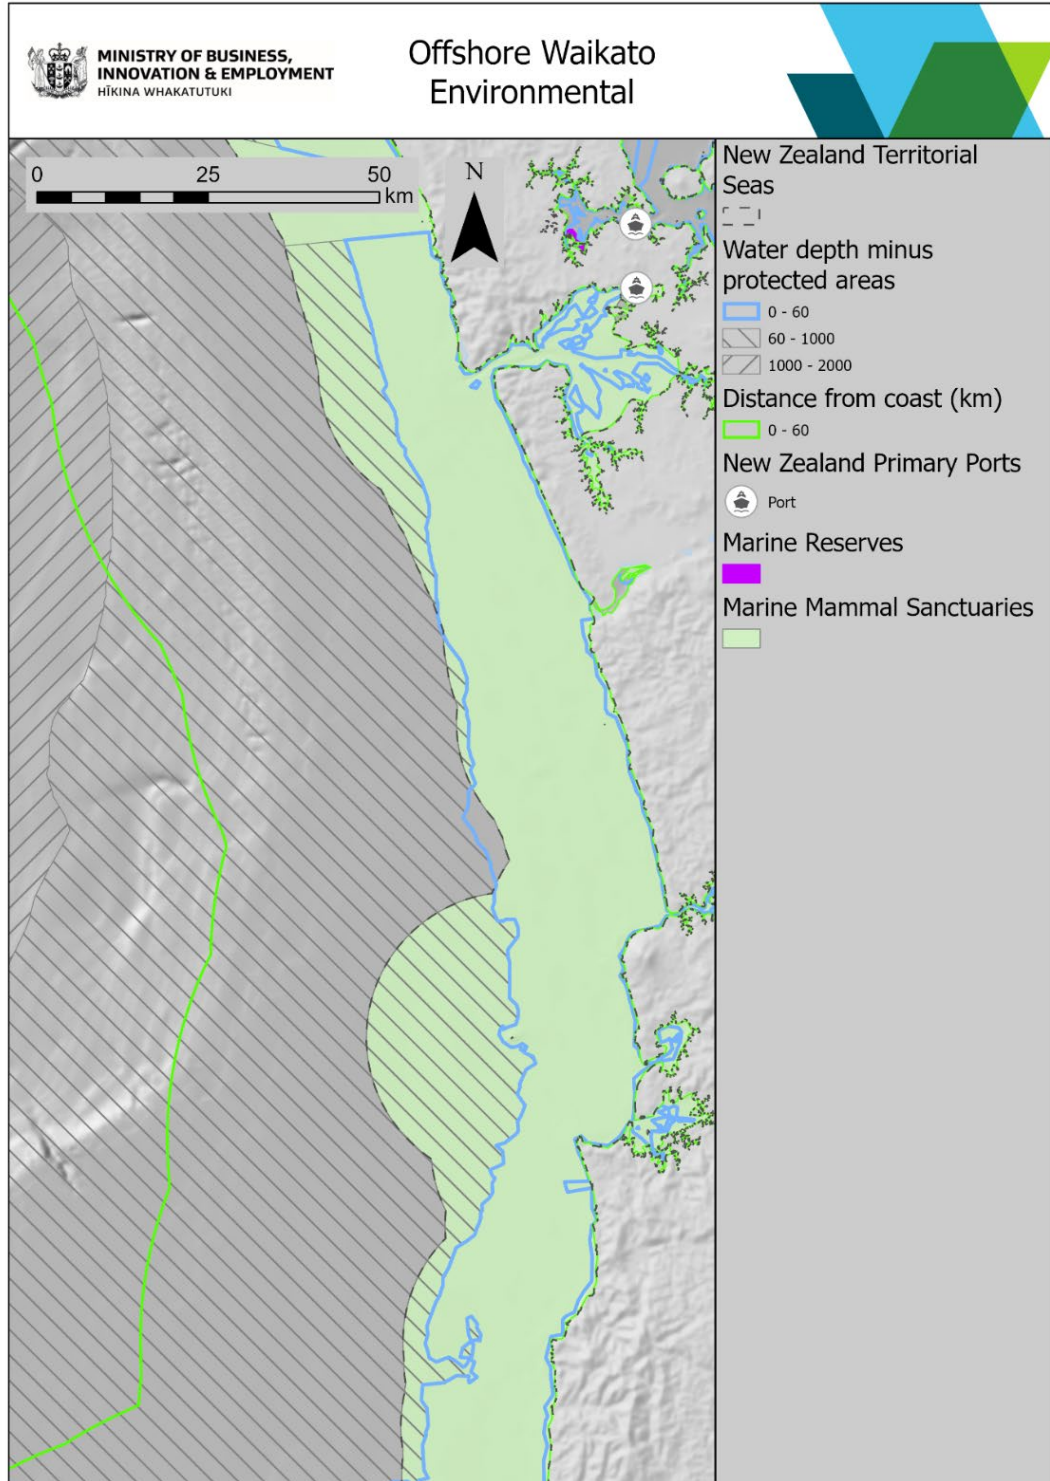 MINISTRY OF BUSINESS,
INNOVATION & EMPLOYMENT
HĪKINA WHAKATUTUKI
Offshore Waikato
Environmental
0 25 50
km
N
New Zealand Territorial
Seas
Water depth minus
protected areas
0 - 60
60 - 1000
1000 - 2000
Distance from coast (km)
0 - 60
New Zealand Primary Ports
Port
Marine Reserves
Marine Mammal Sanctuaries